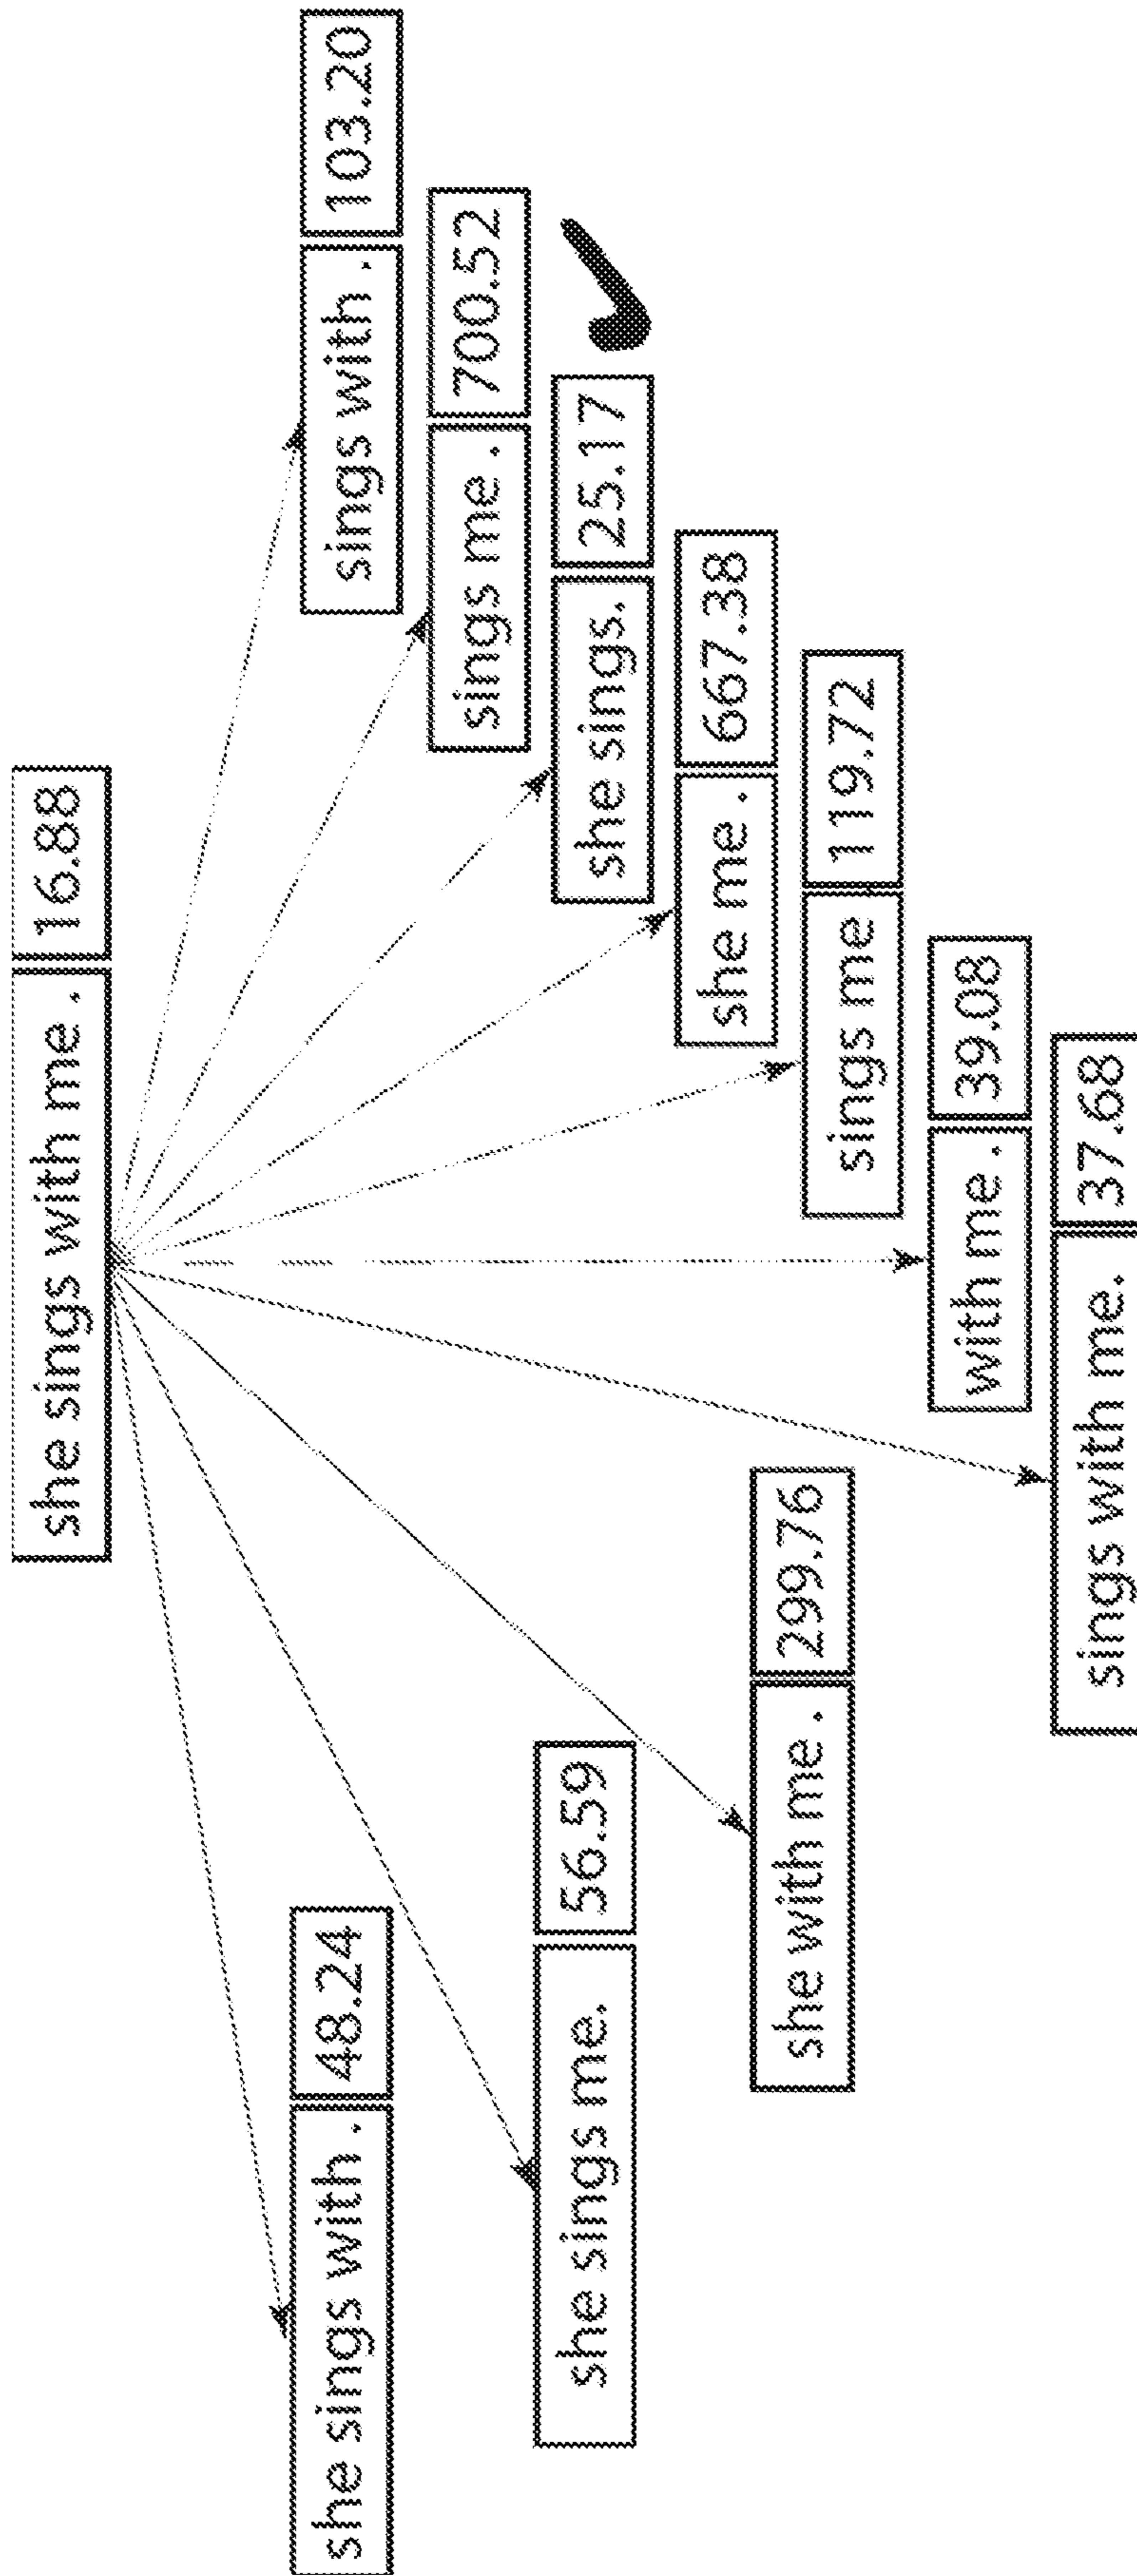 she sings with me . 16.88
she sings with . 48.24
she sings me. 56.59
she with me . 299.76
sings with me. 37.68
with me . 39.08
sings me 119.72
she me . 667.38
she sings. 25.17
sings me . 700.52
sings with . 103.20